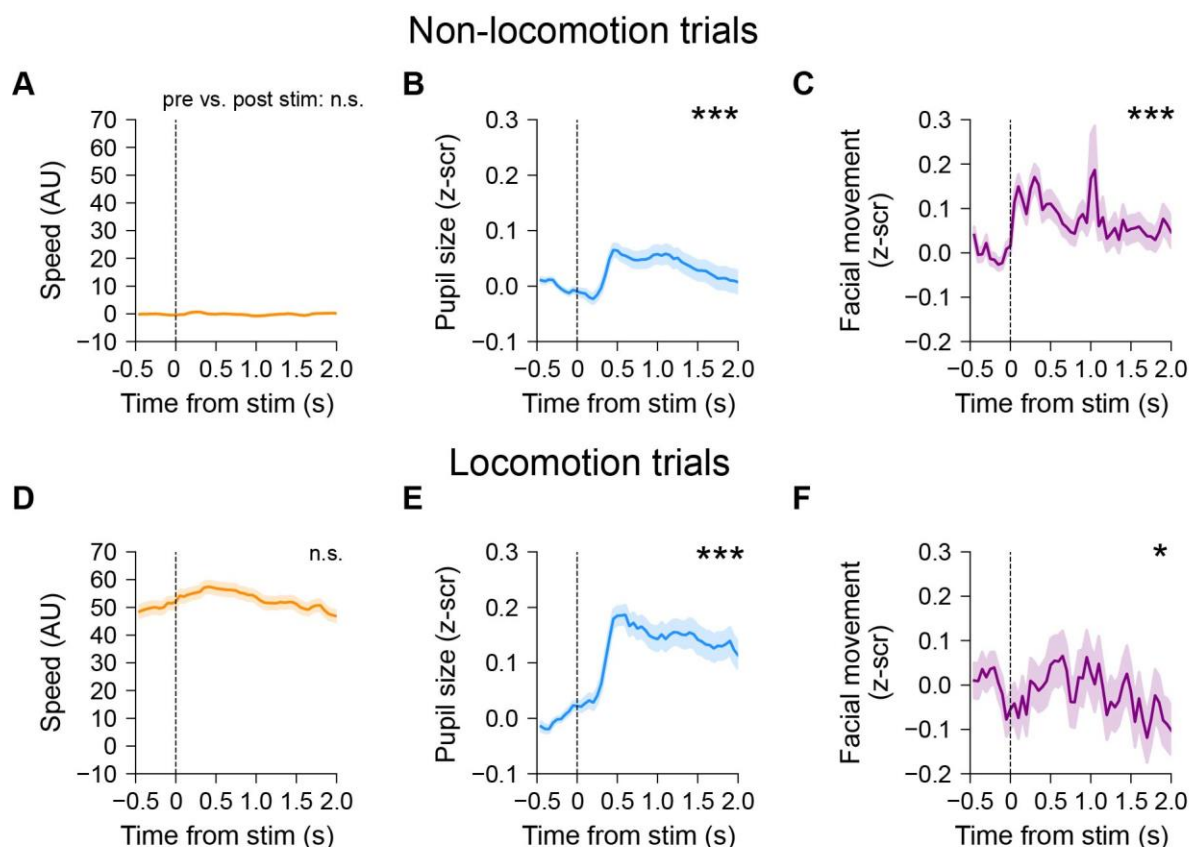 Non-locomotion trials
A
pre vs. post stim: n.s.
70
60
50
40
30
20
10
0
−10
Speed (AU)
-0.5 0 0.5 1 1.5 2.0
Time from stim (s)
B
***
0.3
0.2
0.1
0.0
−0.1
Pupil size (z-scr)
−0.5 0 0.5 1.0 1.5 2.0
Time from stim (s)
C
***
0.3
0.2
0.1
0.0
−0.1
−0.2
Facial movement
(z-scr)
−0.5 0 0.5 1.0 1.5 2.0
Time from stim (s)
Locomotion trials
D
n.s.
70
60
50
40
30
20
10
0
−10
Speed (AU)
−0.5 0 0.5 1.0 1.5 2.0
Time from stim (s)
E
***
0.3
0.2
0.1
0.0
−0.1
Pupil size (z-scr)
−0.5 0 0.5 1.0 1.5 2.0
Time from stim (s)
F
*
0.3
0.2
0.1
0.0
−0.1
−0.2
Facial movement
(z-scr)
−0.5 0 0.5 1.0 1.5 2.0
Time from stim (s)